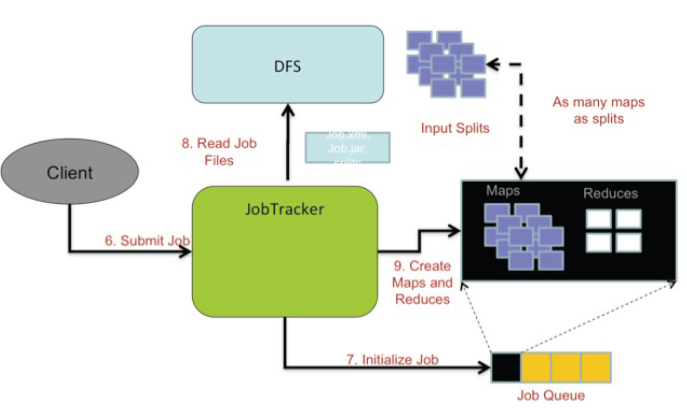 DFS
8. Read Job
Files
Job.xml,
Job.jar,
splits
Input Splits
As many maps
as splits
Client
6. Submit Job
JobTracker
Maps
Reduces
9. Create
Maps and
Reduces
7. Initialize Job
Job Queue